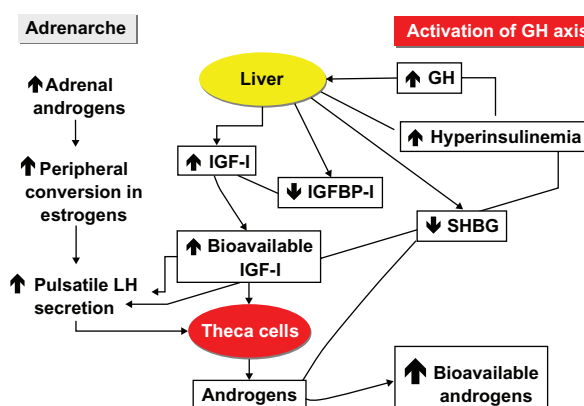 Adrenarche
Activation of GH axis
Adrenal
androgens
Peripheral
conversion in
estrogens
Pulsatile LH
secretion
Liver
GH
Hyperinsulinemia
IGF-I
IGFBP-I
SHBG
Bioavailable
IGF-I
Theca cells
Androgens
Bioavailable
androgens